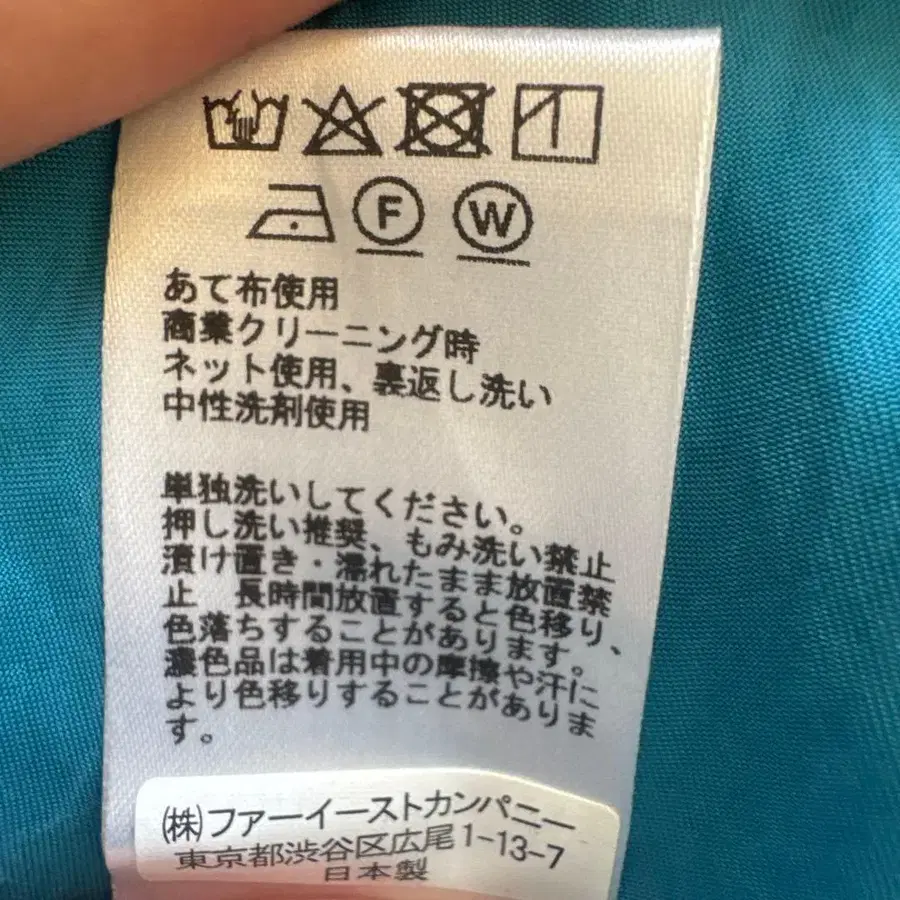 F W
あて布使用
商業クリーニング時
ネット使用、裏返し洗い
中性洗剤使用
単独洗いしてください。
押し洗い推奨、もみ洗い禁止
漬け置き・濡れたまま放置禁
止　長時間放置すると色移り、
色落ちすることがあります。
濃色品は着用中の摩擦や汗に
より色移りすることがありま
す。
(株)ファーイーストカンパニー
東京都渋谷区広尾1-13-7
日本製